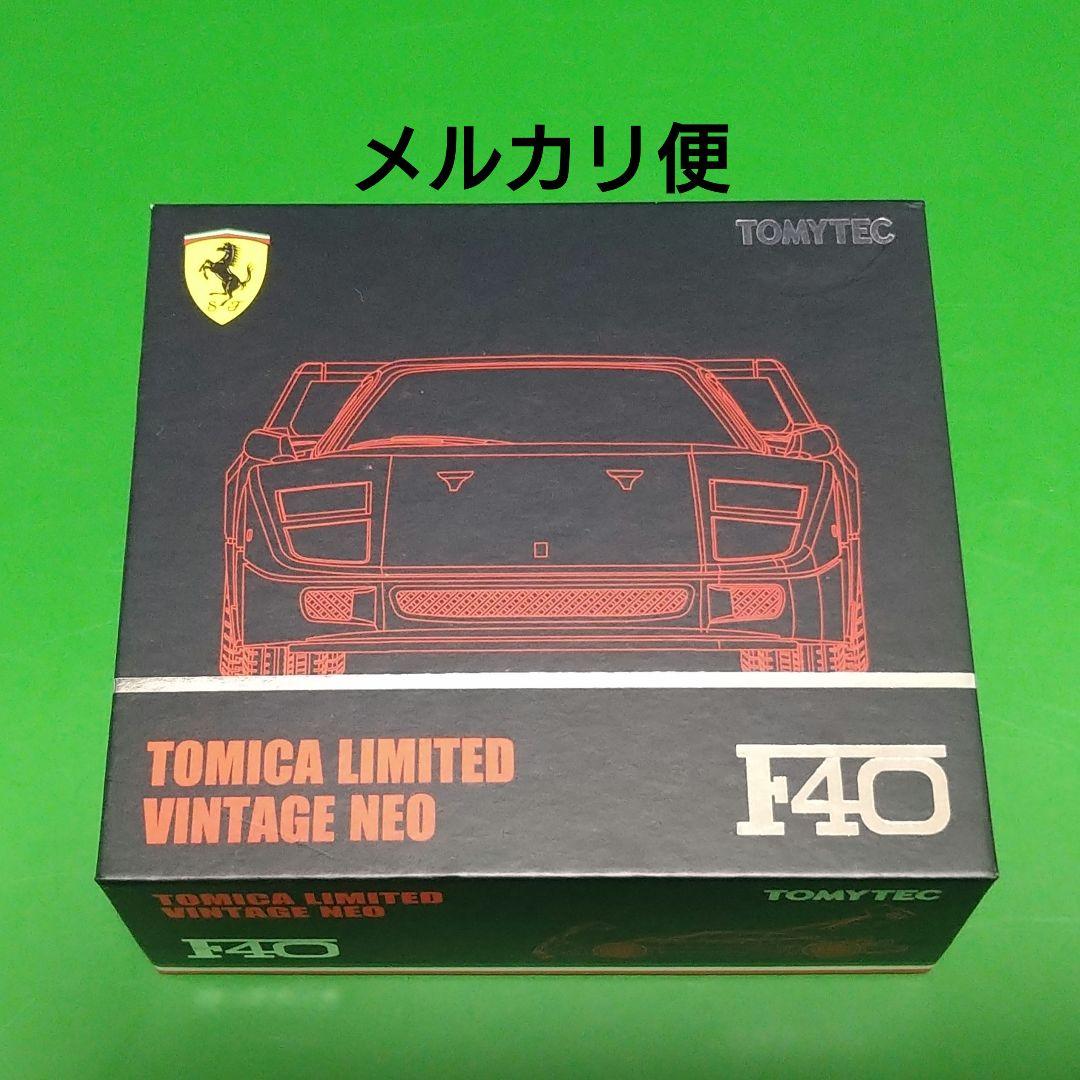 メルカリ便
TOMYTEC
S F
TOMICA LIMITED
VINTAGE NEO
F40
TOMICA LIMITED
VINTAGE NEO
TOMYTEC
F40